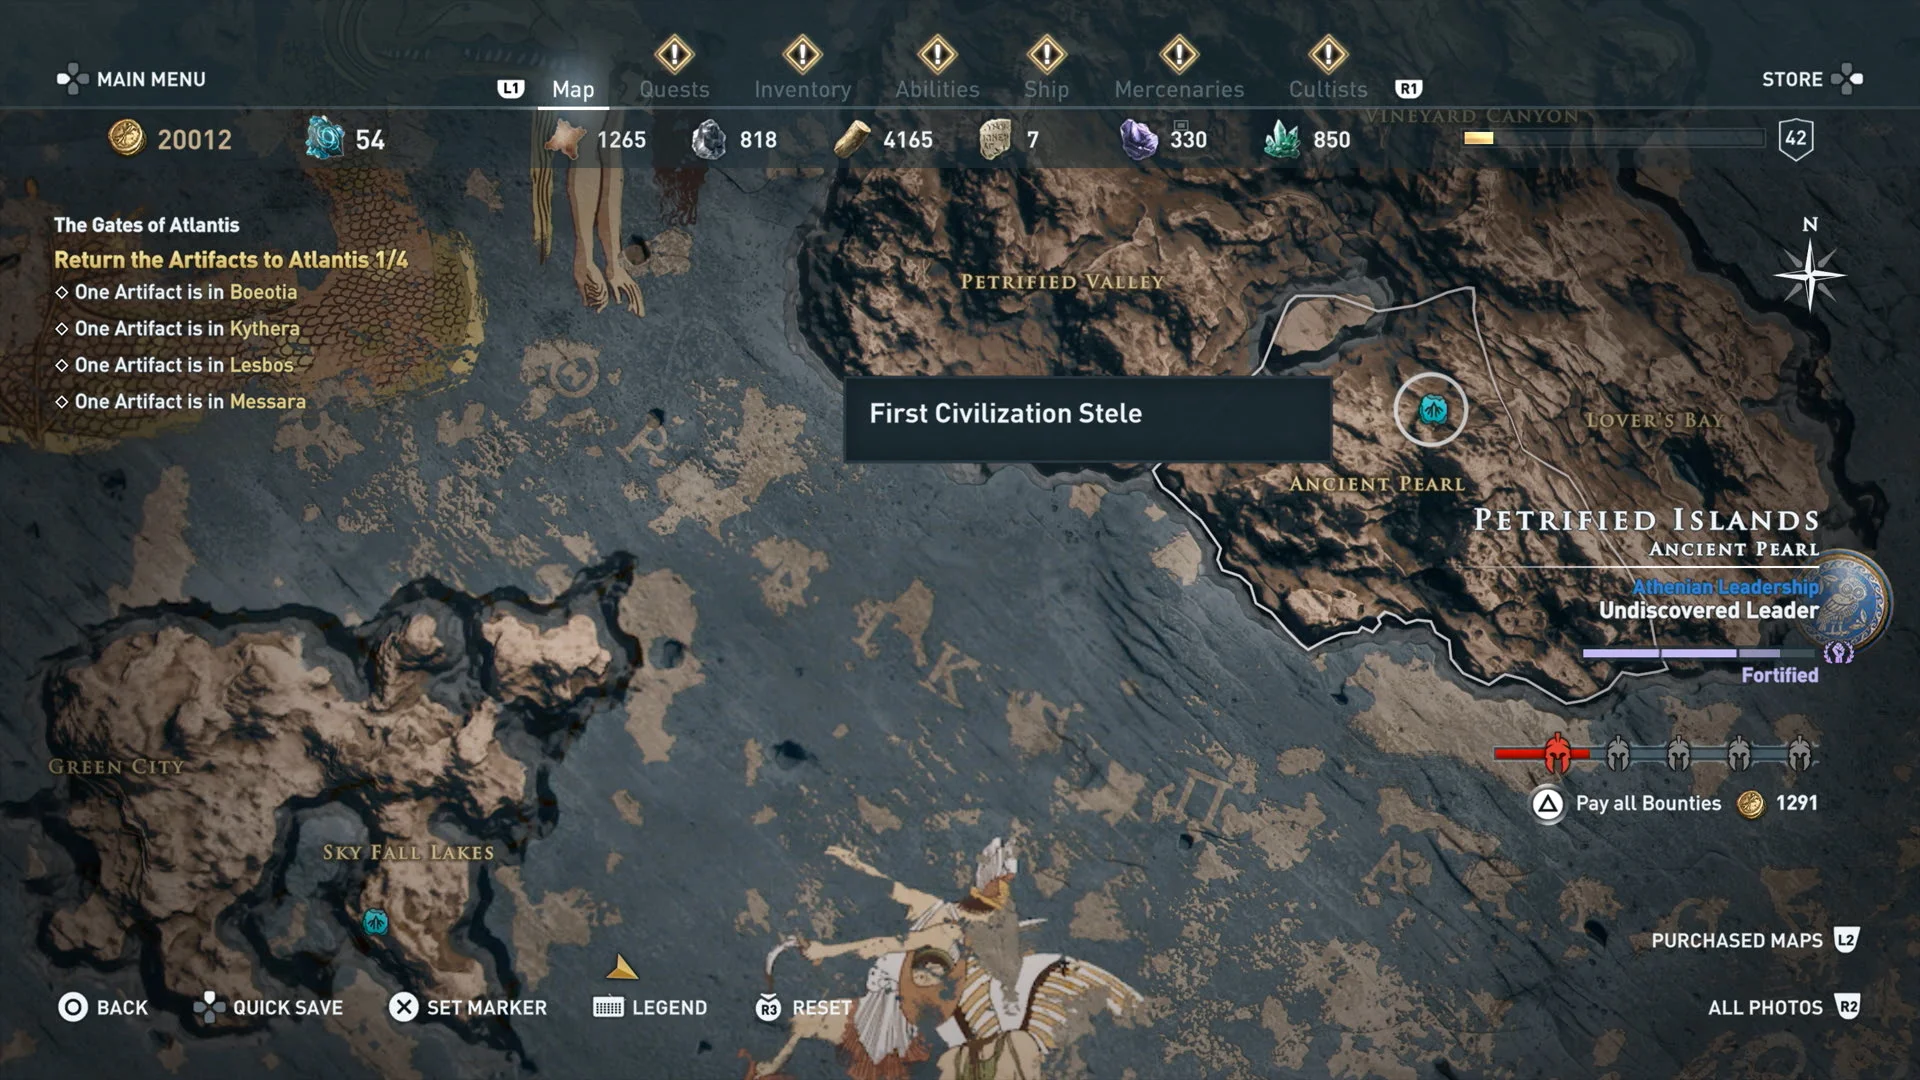 MAIN MENU
L1 Map Quests Inventory Abilities Ship Mercenaries Cultists R1
STORE
VINEYARD CANYON
20012 54 1265 818 4165 7 330 850 42
The Gates of Atlantis
Return the Artifacts to Atlantis 1/4
One Artifact is in Boeotia
One Artifact is in Kythera
One Artifact is in Lesbos
One Artifact is in Messara
N
PETRIFIED VALLEY
First Civilization Stele
LOVER'S BAY
ANCIENT PEARL
PETRIFIED ISLANDS
ANCIENT PEARL
Athenian Leadership
Undiscovered Leader
Fortified
GREEN CITY
Pay all Bounties 1291
SKY FALL LAKES
PURCHASED MAPS L2
BACK QUICK SAVE SET MARKER LEGEND R3 RESET
ALL PHOTOS R2